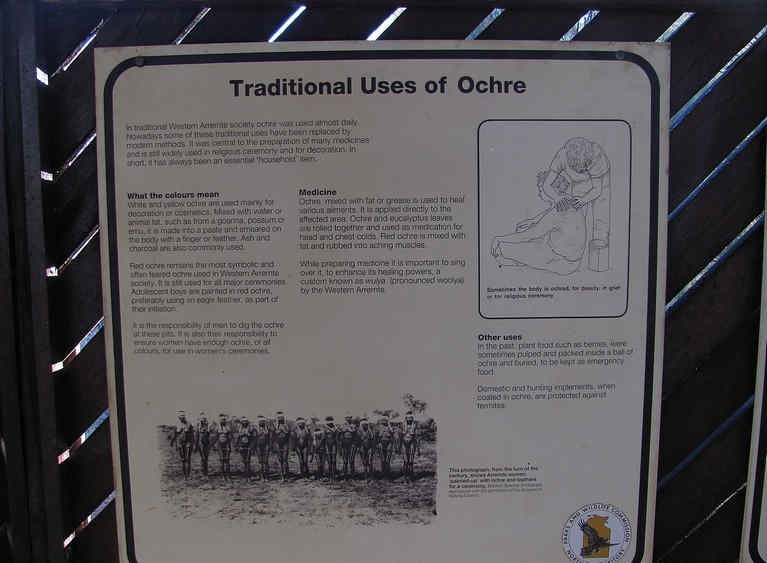 Traditional Uses of Ochre
In traditional Western Arrernte society ochre was used almost daily.
Nowadays some of these traditional uses have been replaced by
modern methods. It was central to the preparation of many medicines
and is still widely used in religious ceremony and for decoration. In
short, it has always been an essential 'household' item.
What the colours mean
White and yellow ochre are used mainly for
decoration or cosmetics. Mixed with water or
animal fat, such as from a goanna, possum or
emu, it is made into a paste and smeared on
the body with a finger or feather. Ash and
charcoal are also commonly used.
Red ochre remains the most symbolic and
often feared ochre used in Western Arrernte
society. It is still used for all major ceremonies.
Adolescent boys are painted in red ochre,
preferably using an eagle feather, as part of
their initiation.
It is the responsibility of men to dig the ochre
at these pits. It is also their responsibility to
ensure women have enough ochre, of all
colours, for use in women's ceremonies.
Medicine
Ochre, mixed with fat or grease is used to heal
various ailments. It is applied directly to the
affected area. Ochre and eucalyptus leaves
are rolled together and used as medication for
head and chest colds. Red ochre is mixed with
fat and rubbed into aching muscles.
While preparing medicine it is important to sing
over it, to enhance its healing powers, a
custom known as wuiya (pronounced wooiya)
by the Western Arrernte.
Sometimes the body is ochred, for beauty, in grief
or for religious ceremony.
Other uses
In the past, plant food such as berries, were
sometimes pulped and packed inside a ball of
ochre and buried, to be kept as emergency
food.
Domestic and hunting implements, when
coated in ochre, are protected against
termites.
This photograph, from the turn of the
century, shows Arrernte women
'painted-up' with ochre and feathers
for a ceremony.
PARKS AND WILDLIFE COMMISSION